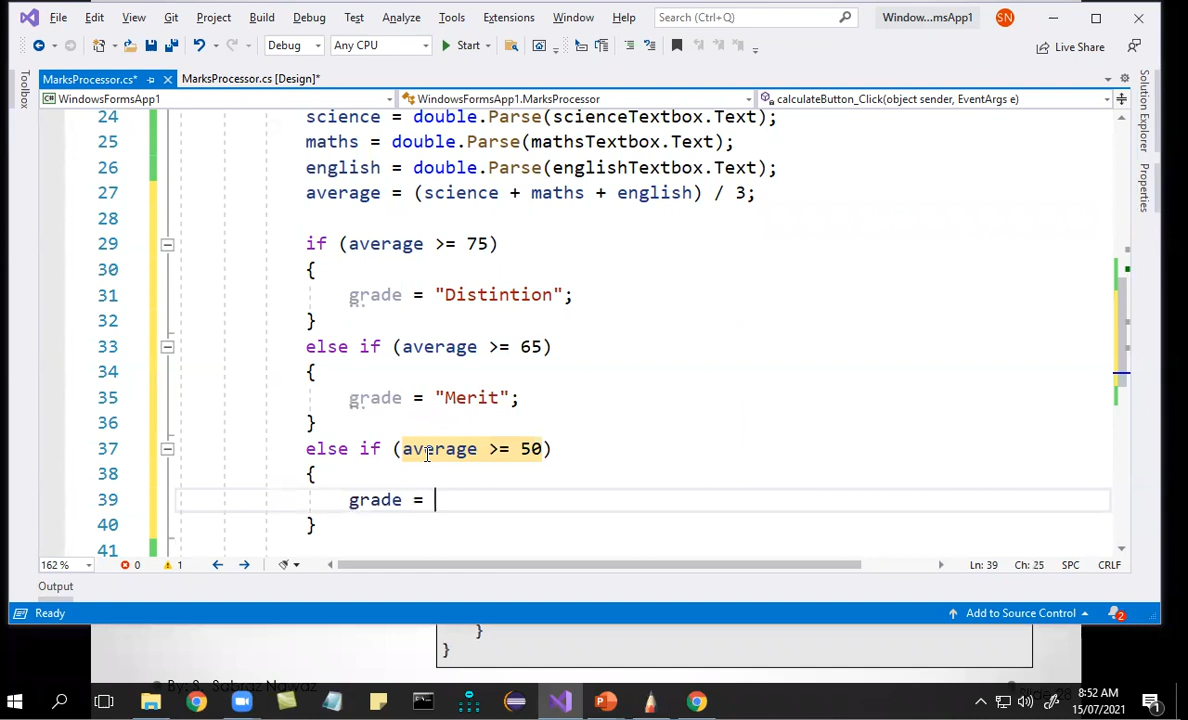 File Edit View Git Project Build Debug Test Analyze Tools Extensions Window Help Search (Ctrl+Q) Window...msApp1 SN
Debug Any CPU Start Live Share
MarksProcessor.cs* MarksProcessor.cs [Design]*
WindowsFormsApp1 WindowsFormsApp1.MarksProcessor calculateButton_Click(object sender, EventArgs e)
Toolbox
Solution Explorer
Properties
24 science = double.Parse(scienceTextbox.Text);
25 maths = double.Parse(mathsTextbox.Text);
26 english = double.Parse(englishTextbox.Text);
27 average = (science + maths + english) / 3;
28
29 if (average >= 75)
30 {
31 grade = "Distintion";
32 }
33 else if (average >= 65)
34 {
35 grade = "Merit";
36 }
37 else if (average >= 50)
38 {
39 grade =
40 }
41
162 % 0 1 Ln: 39 Ch: 25 SPC CRLF
Output
Ready Add to Source Control 2
}
}
By: S. Sabraz Nawaz Slide 28
8:52 AM
15/07/2021 1